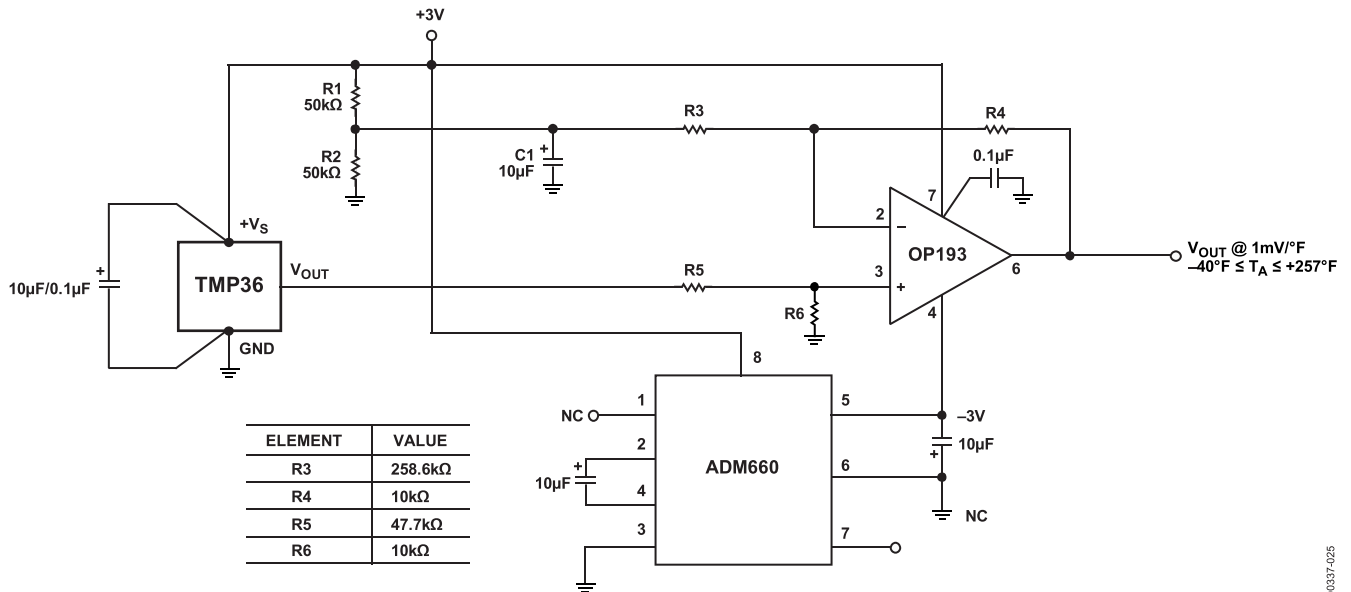 +3V
R1
50kΩ
R2
50kΩ
C1
10µF
+
R3
R4
0.1µF
7
2
−
OP193
3
+
6
4
VOUT @ 1mV/°F
–40°F ≤ TA ≤ +257°F
+VS
+
10µF/0.1µF
TMP36
VOUT
GND
R5
R6
8
NC
1
2
+
10µF
4
3
ADM660
5
–3V
10µF
+
6
NC
7
ELEMENT VALUE
R3 258.6kΩ
R4 10kΩ
R5 47.7kΩ
R6 10kΩ